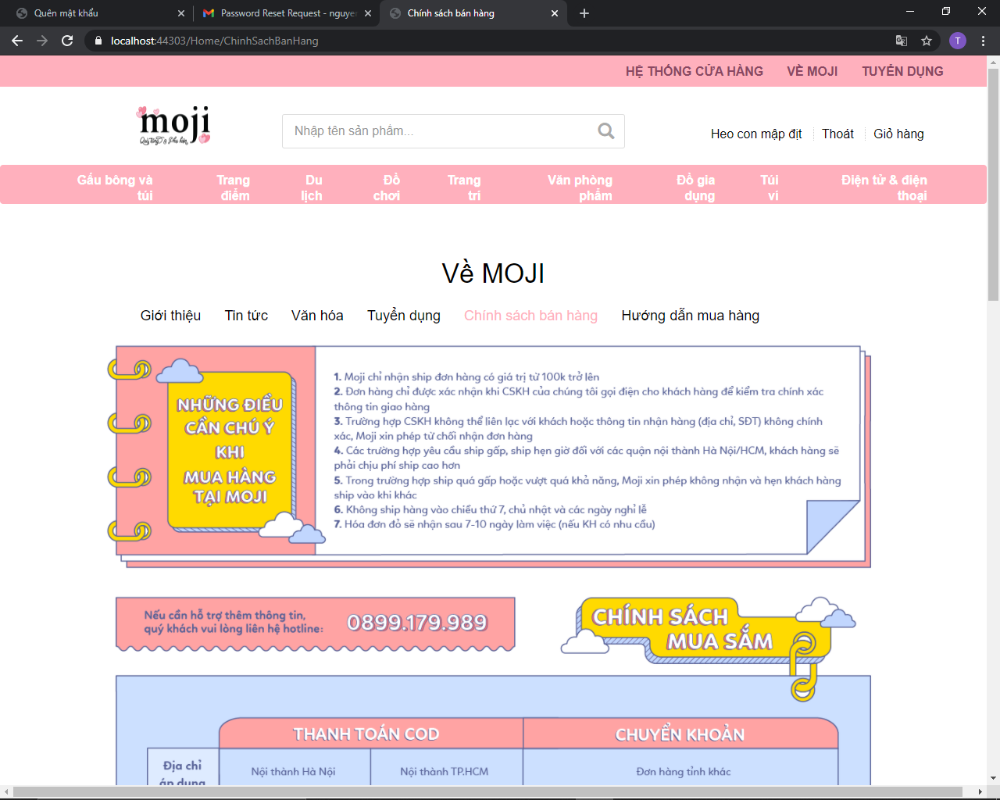 Quên mật khẩu
Password Reset Request - nguyer
Chính sách bán hàng
localhost:44303/Home/ChinhSachBanHang
T
HỆ THỐNG CỬA HÀNG
VỀ MOJI
TUYỂN DỤNG
moji
Nhập tên sản phẩm...
Heo con mập địt
Thoát
Giỏ hàng
Gấu bông và túi
Trang điểm
Du lịch
Đồ chơi
Trang trí
Văn phòng phẩm
Đồ gia dụng
Túi ví
Điện tử & điện thoại
Về MOJI
Giới thiệu
Tin tức
Văn hóa
Tuyển dụng
Chính sách bán hàng
Hướng dẫn mua hàng
NHỮNG ĐIỀU
CẦN CHÚ Ý
KHI
MUA HÀNG
TẠI MOJI
1. Moji chỉ nhận ship đơn hàng có giá trị từ 100k trở lên
2. Đơn hàng chỉ được xác nhận khi CSKH của chúng tôi gọi điện cho khách hàng để kiểm tra chính xác
thông tin giao hàng
3. Trường hợp CSKH không thể liên lạc với khách hoặc thông tin nhận hàng (địa chỉ, SĐT) không chính
xác, Moji xin phép từ chối nhận đơn hàng
4. Các trường hợp yêu cầu ship gấp, ship hẹn giờ đối với các quận nội thành Hà Nội/HCM, khách hàng sẽ
phải chịu phí ship cao hơn
5. Trong trường hợp ship quá gấp hoặc vượt quá khả năng, Moji xin phép không nhận và hẹn khách hàng
ship vào khi khác
6. Không ship hàng vào chiều thứ 7, chủ nhật và các ngày nghỉ lễ
7. Hóa đơn đỏ sẽ nhận sau 7-10 ngày làm việc (nếu KH có nhu cầu)
Nếu cần hỗ trợ thêm thông tin,
quý khách vui lòng liên hệ hotline:
0899.179.989
CHÍNH SÁCH
MUA SẮM
THANH TOÁN COD
CHUYỂN KHOẢN
Địa chỉ
áp dụng
Nội thành Hà Nội
Nội thành TP.HCM
Đơn hàng tỉnh khác